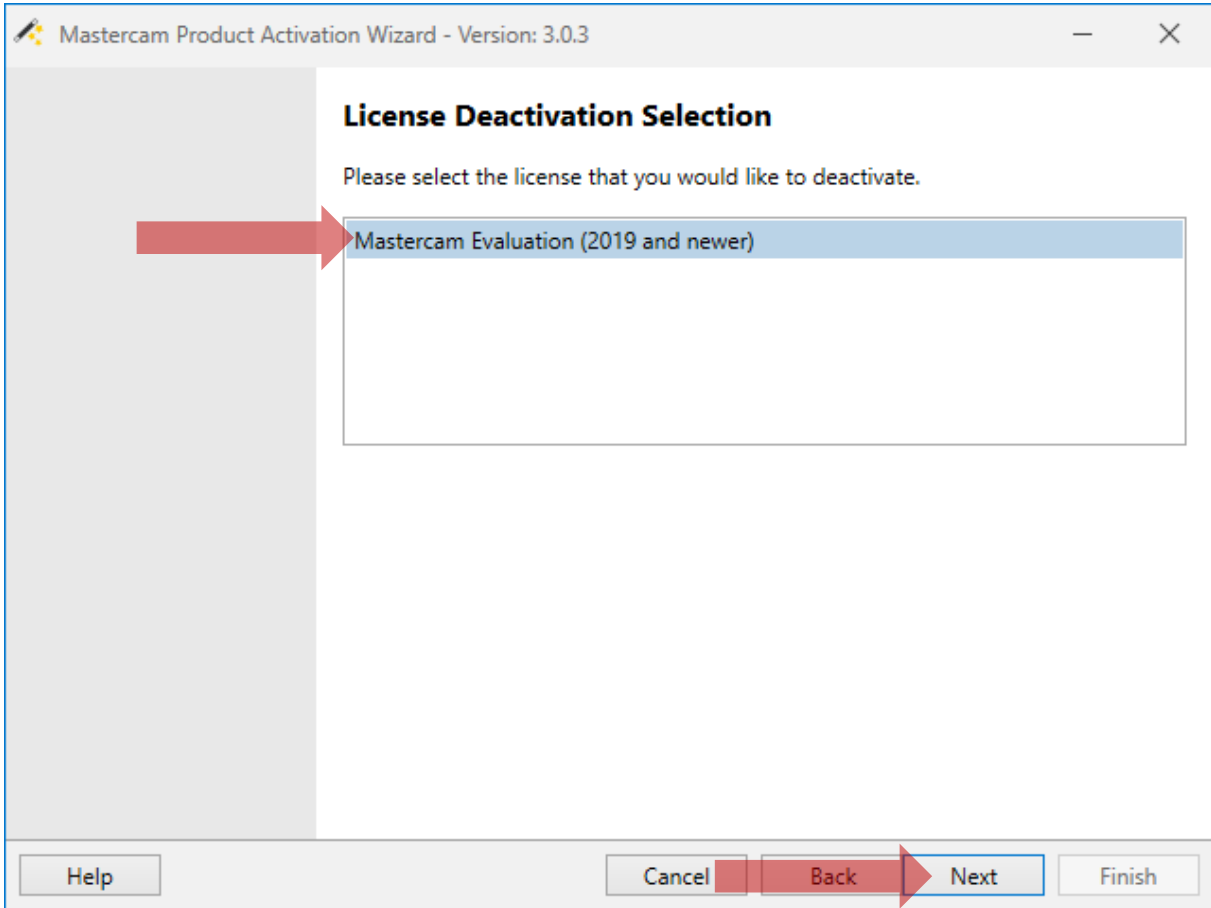 Mastercam Product Activation Wizard - Version: 3.0.3
License Deactivation Selection
Please select the license that you would like to deactivate.
Mastercam Evaluation (2019 and newer)
Help
Cancel
Back
Next
Finish